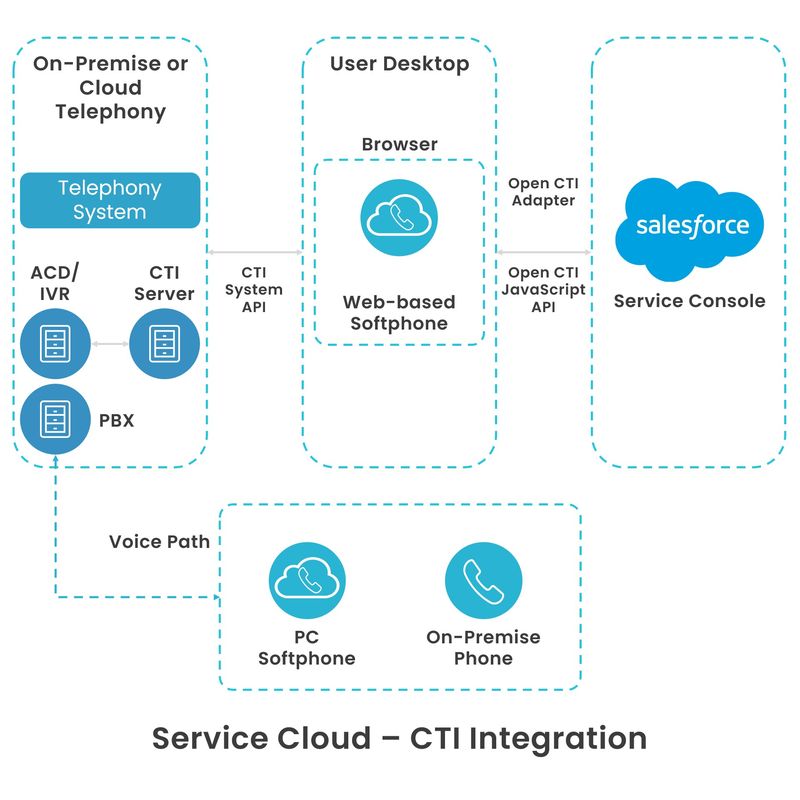 On-Premise or
Cloud
Telephony
Telephony
System
ACD/
IVR
CTI
Server
PBX
CTI
System
API
User Desktop
Browser
Web-based
Softphone
Open CTI
Adapter
Open CTI
JavaScript
API
salesforce
Service Console
Voice Path
PC
Softphone
On-Premise
Phone
Service Cloud – CTI Integration